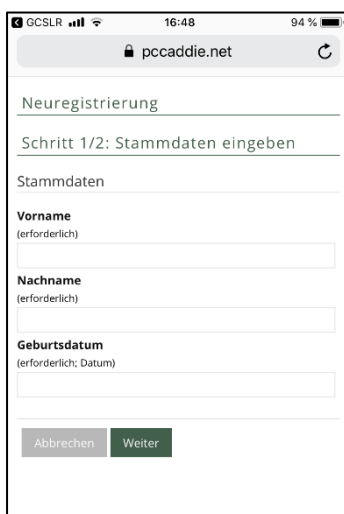 GCSLR 16:48 94 %
pccaddie.net
Neuregistrierung
Schritt 1/2: Stammdaten eingeben
Stammdaten
Vorname
(erforderlich)
Nachname
(erforderlich)
Geburtsdatum
(erforderlich; Datum)
Abbrechen Weiter